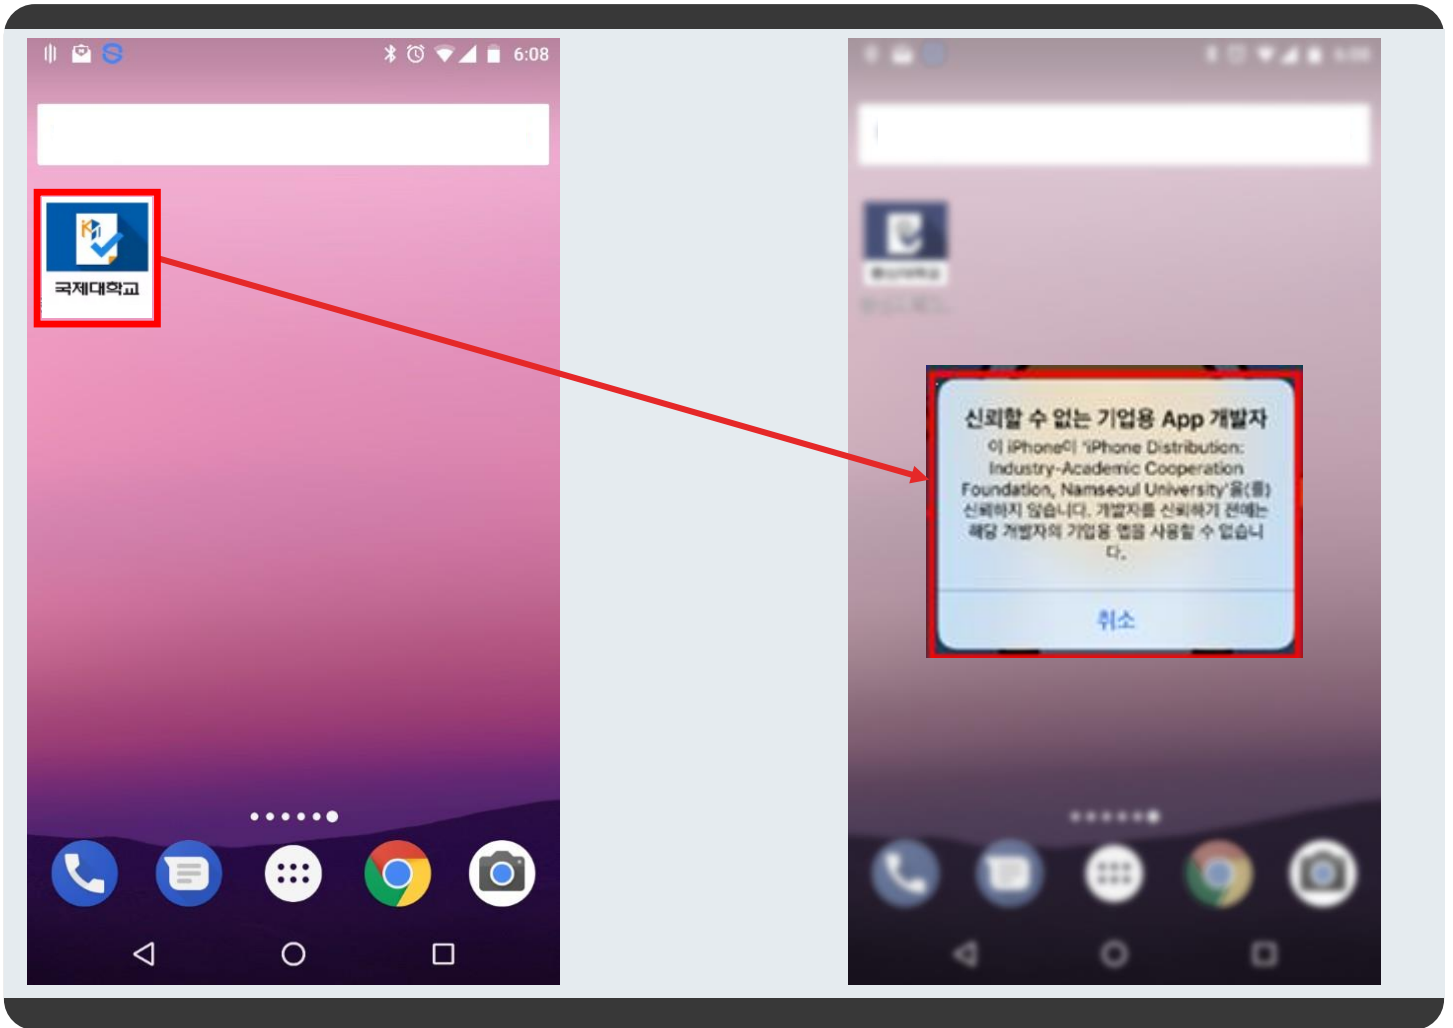 6:08
국제대학교
신뢰할 수 없는 기업용 App 개발자
이 iPhone이 'iPhone Distribution:
Industry-Academic Cooperation
Foundation, Namseoul University'을(를)
신뢰하지 않습니다. 개발자를 신뢰하기 전에는
해당 개발자의 기업용 앱을 사용할 수 없습니
다.
취소